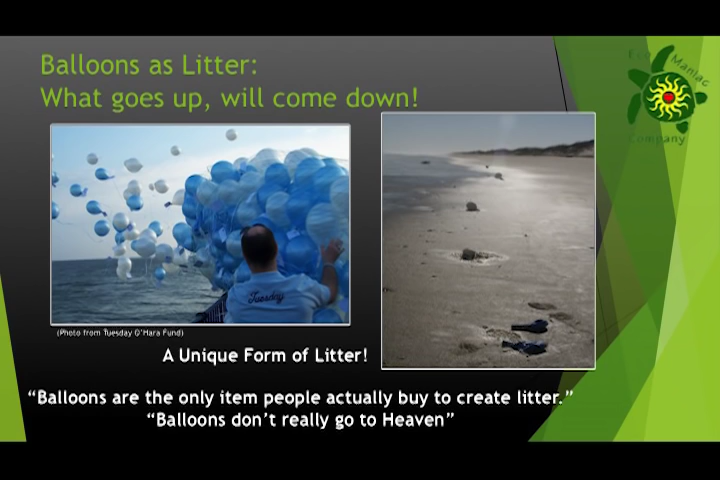 Balloons as Litter:
What goes up, will come down!
Maniac
Company
Tuesday
(Photo from Tuesday O'Hara Fund)
A Unique Form of Litter!
“Balloons are the only item people actually buy to create litter.”
“Balloons don't really go to Heaven”